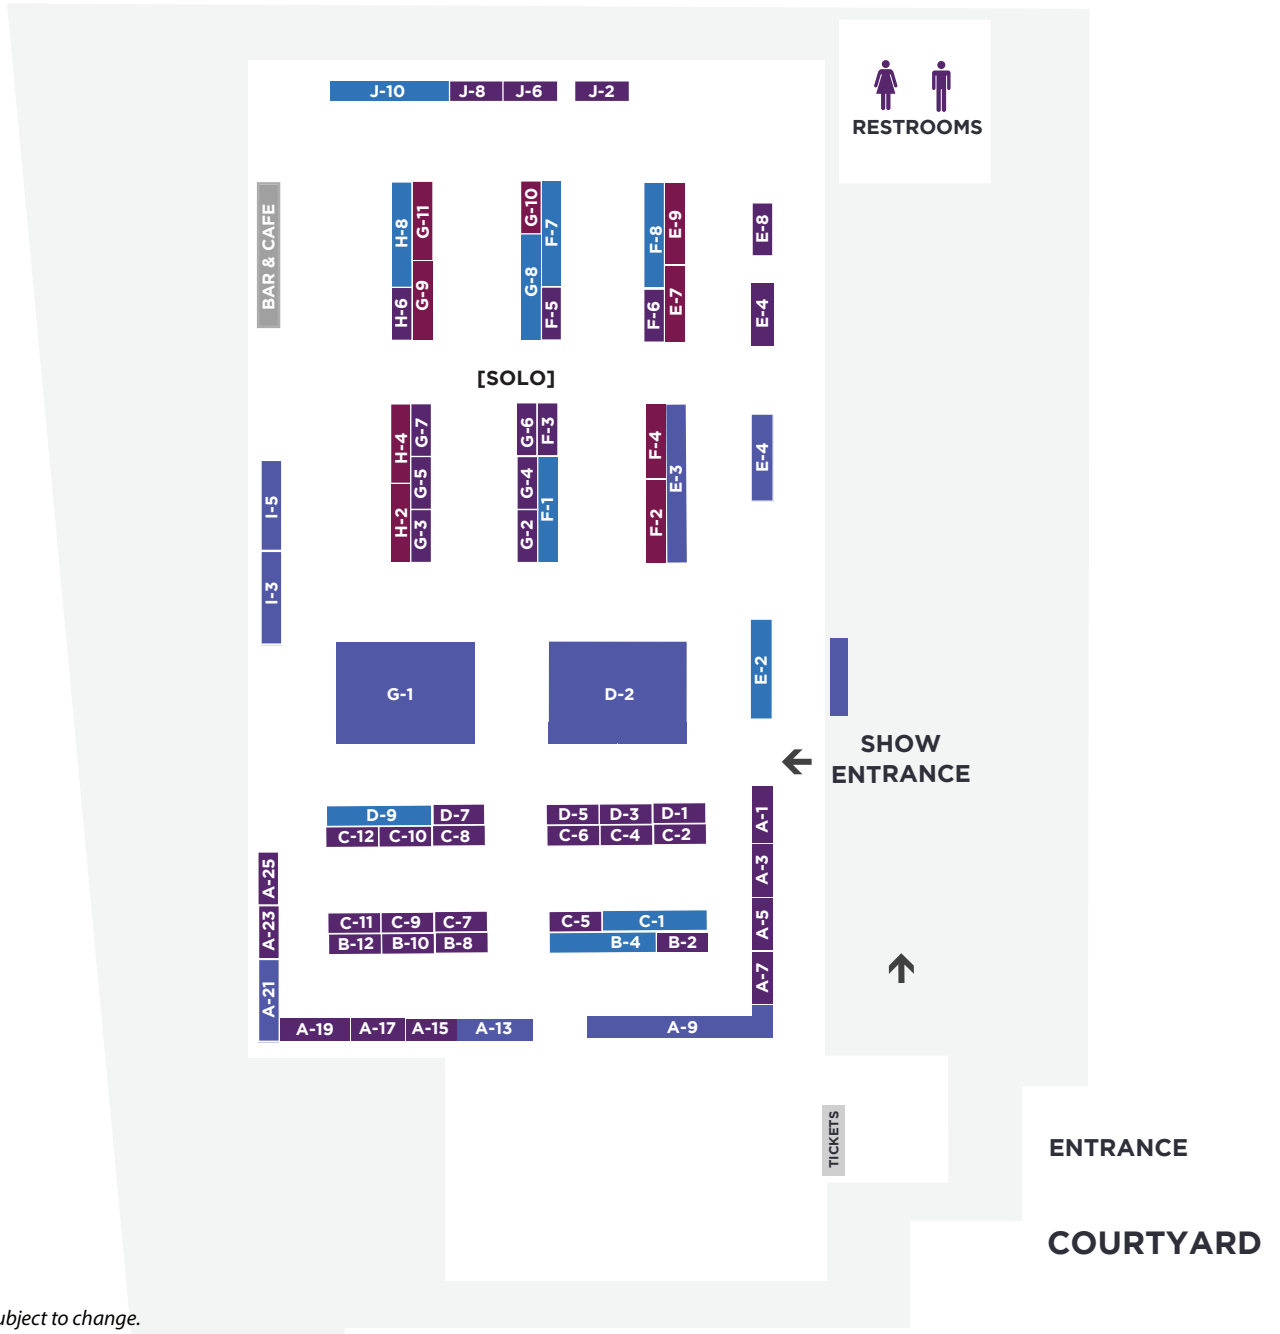 J-10 J-8 J-6 J-2
RESTROOMS
BAR & CAFE
H-8 G-11
H-6 G-9
G-10 F-7
G-8 F-5
F-8 E-9
F-6 E-7
E-8
E-4
[SOLO]
H-4 G-7
G-5
H-2 G-3
G-6 F-3
G-4 F-1
G-2
F-4 E-3
F-2
E-4
I-5
I-3
G-1
D-2
E-2
SHOW
ENTRANCE
D-9 D-7
C-12 C-10 C-8
D-5 D-3 D-1
C-6 C-4 C-2
A-1
A-3
A-5
A-7
A-25
A-23
A-21
C-11 C-9 C-7
B-12 B-10 B-8
C-5 C-1
B-4 B-2
A-19 A-17 A-15 A-13
A-9
TICKETS
ENTRANCE
COURTYARD
subject to change.